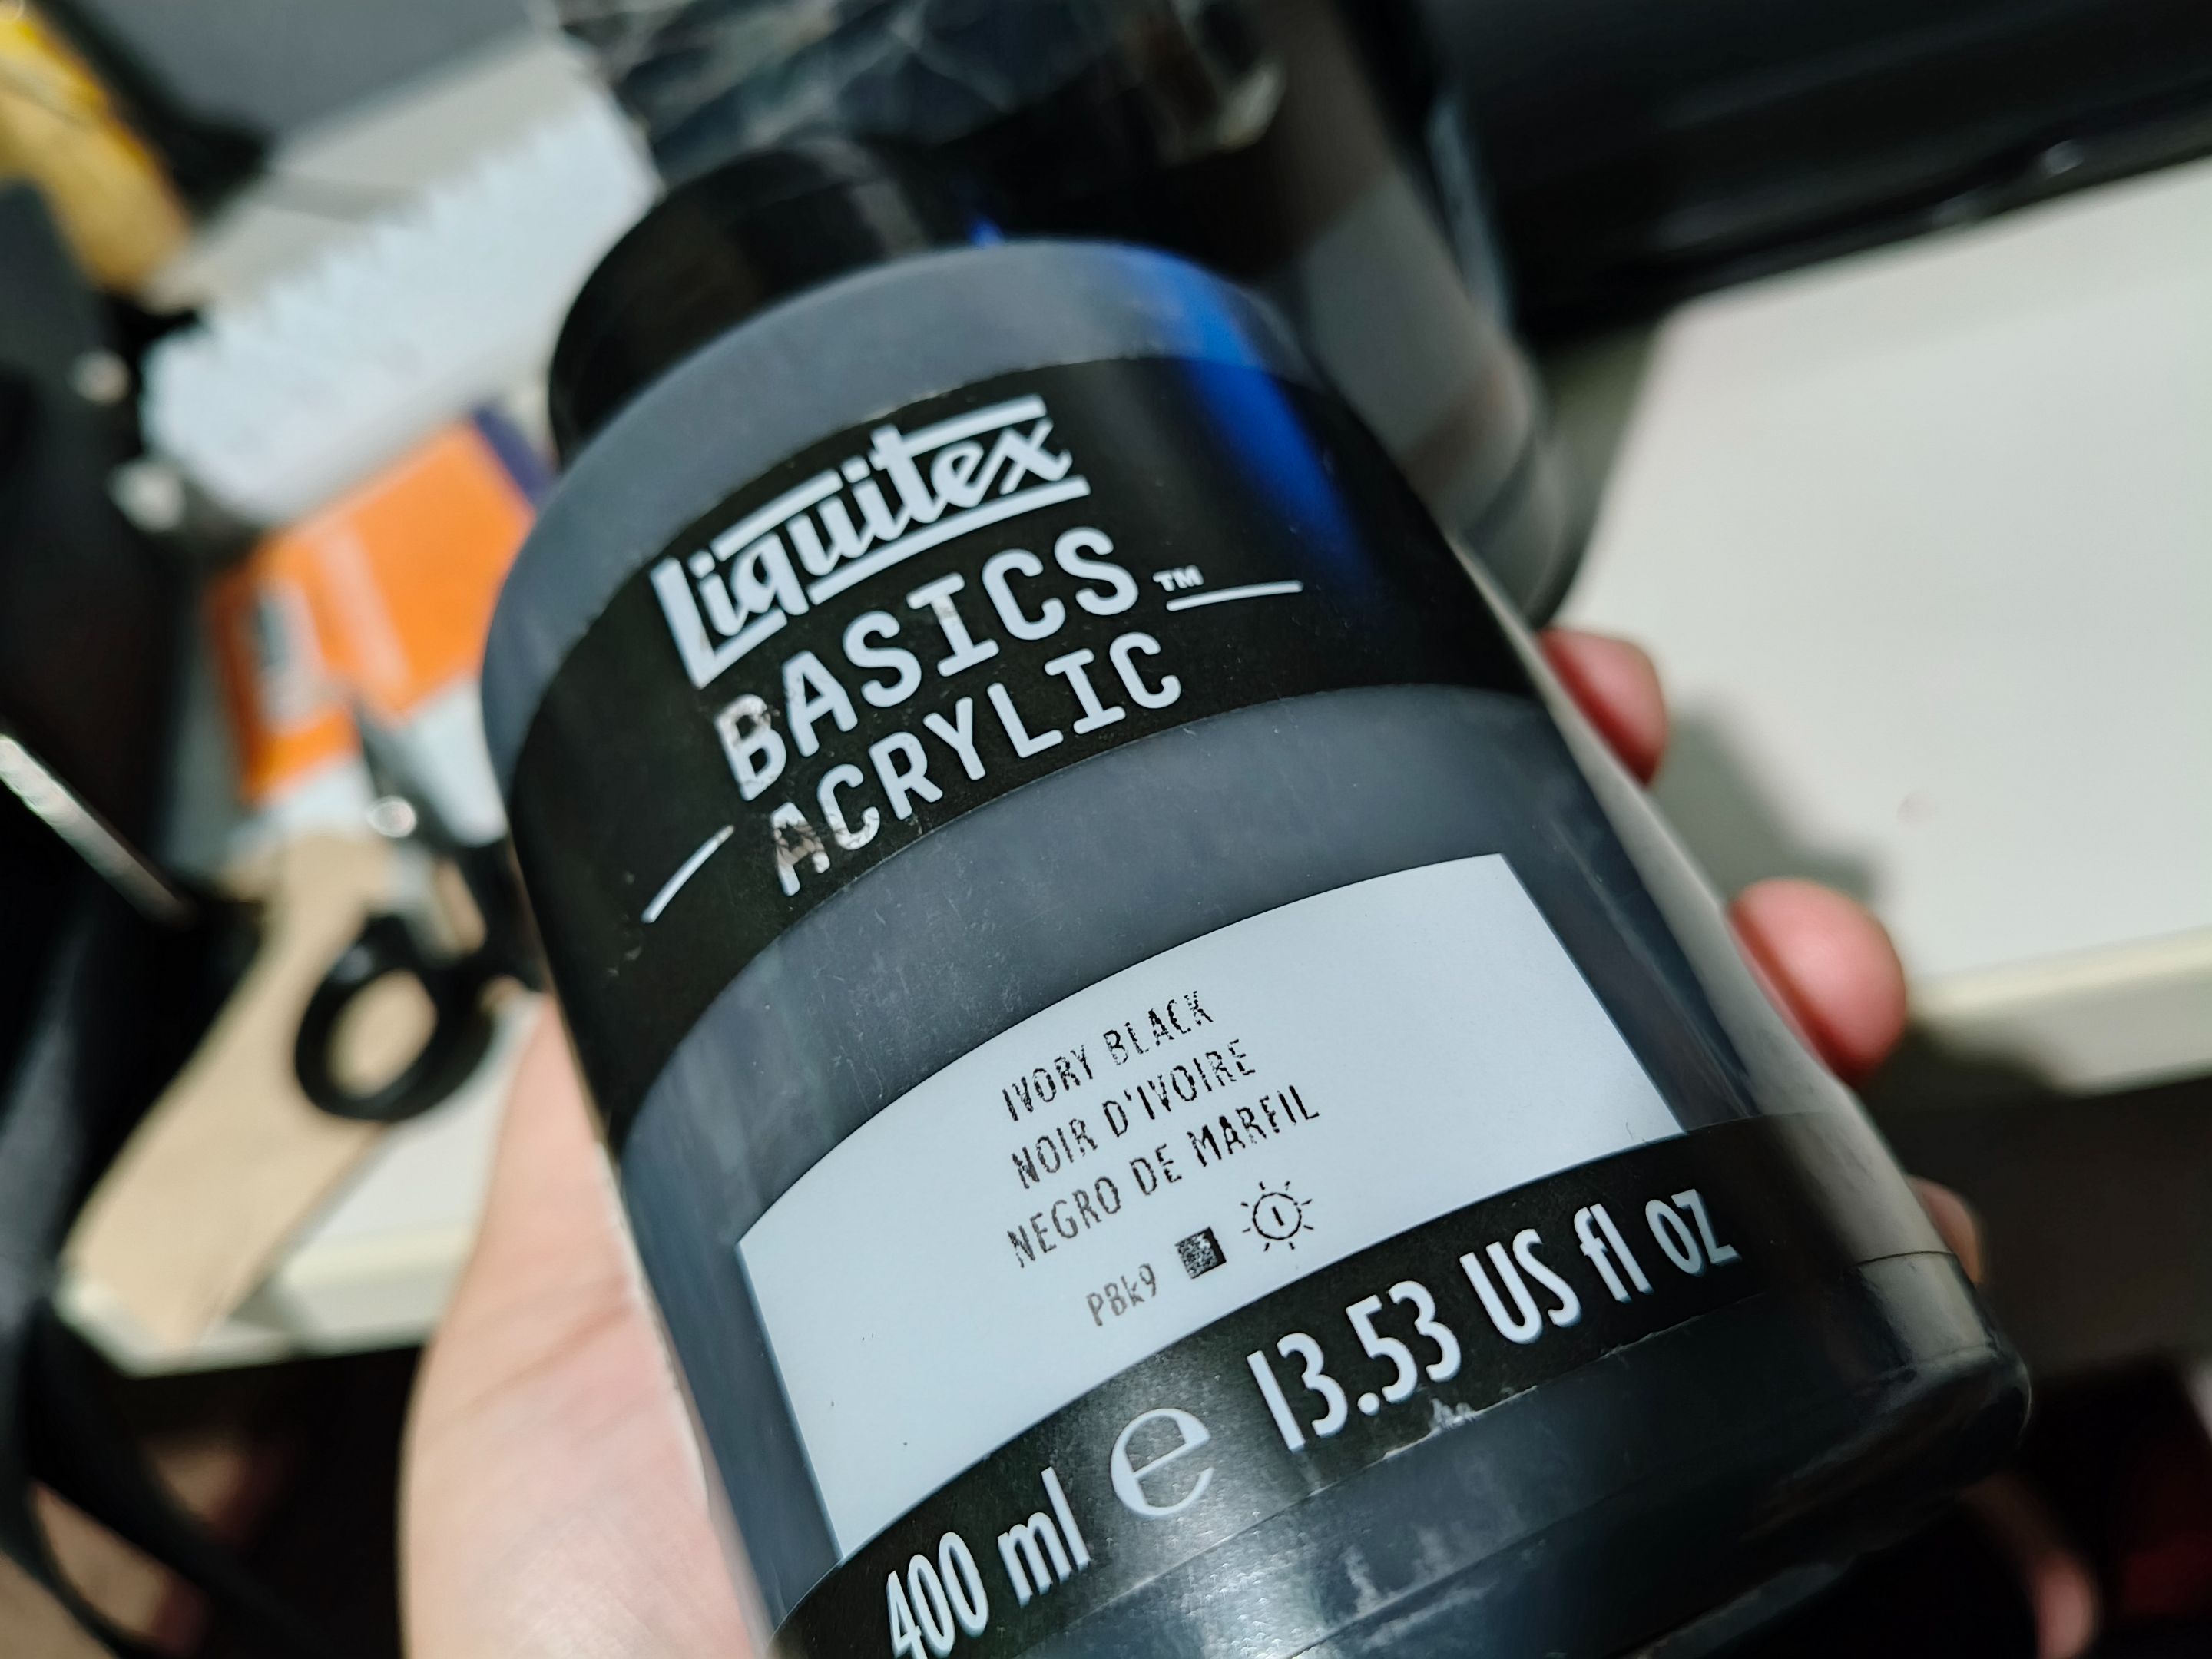 Liquitex
BASICS™
ACRYLIC
IVORY BLACK
NOIR D'IVOIRE
NEGRO DE MARFIL
PBk9 I
400 ml e 13.53 US fl oz